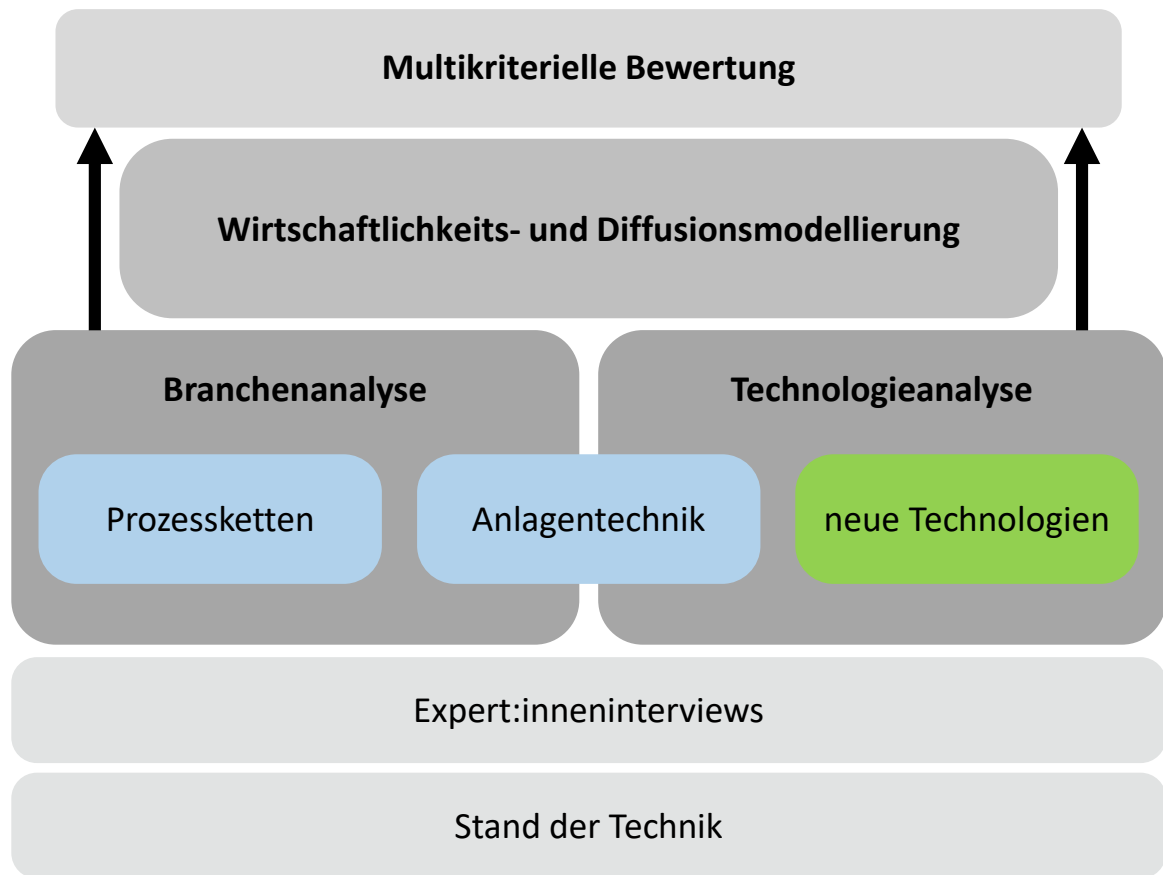 Multikriterielle Bewertung
Wirtschaftlichkeits- und Diffusionsmodellierung
Branchenanalyse
Technologieanalyse
Prozessketten
Anlagentechnik
neue Technologien
Expert:inneninterviews
Stand der Technik